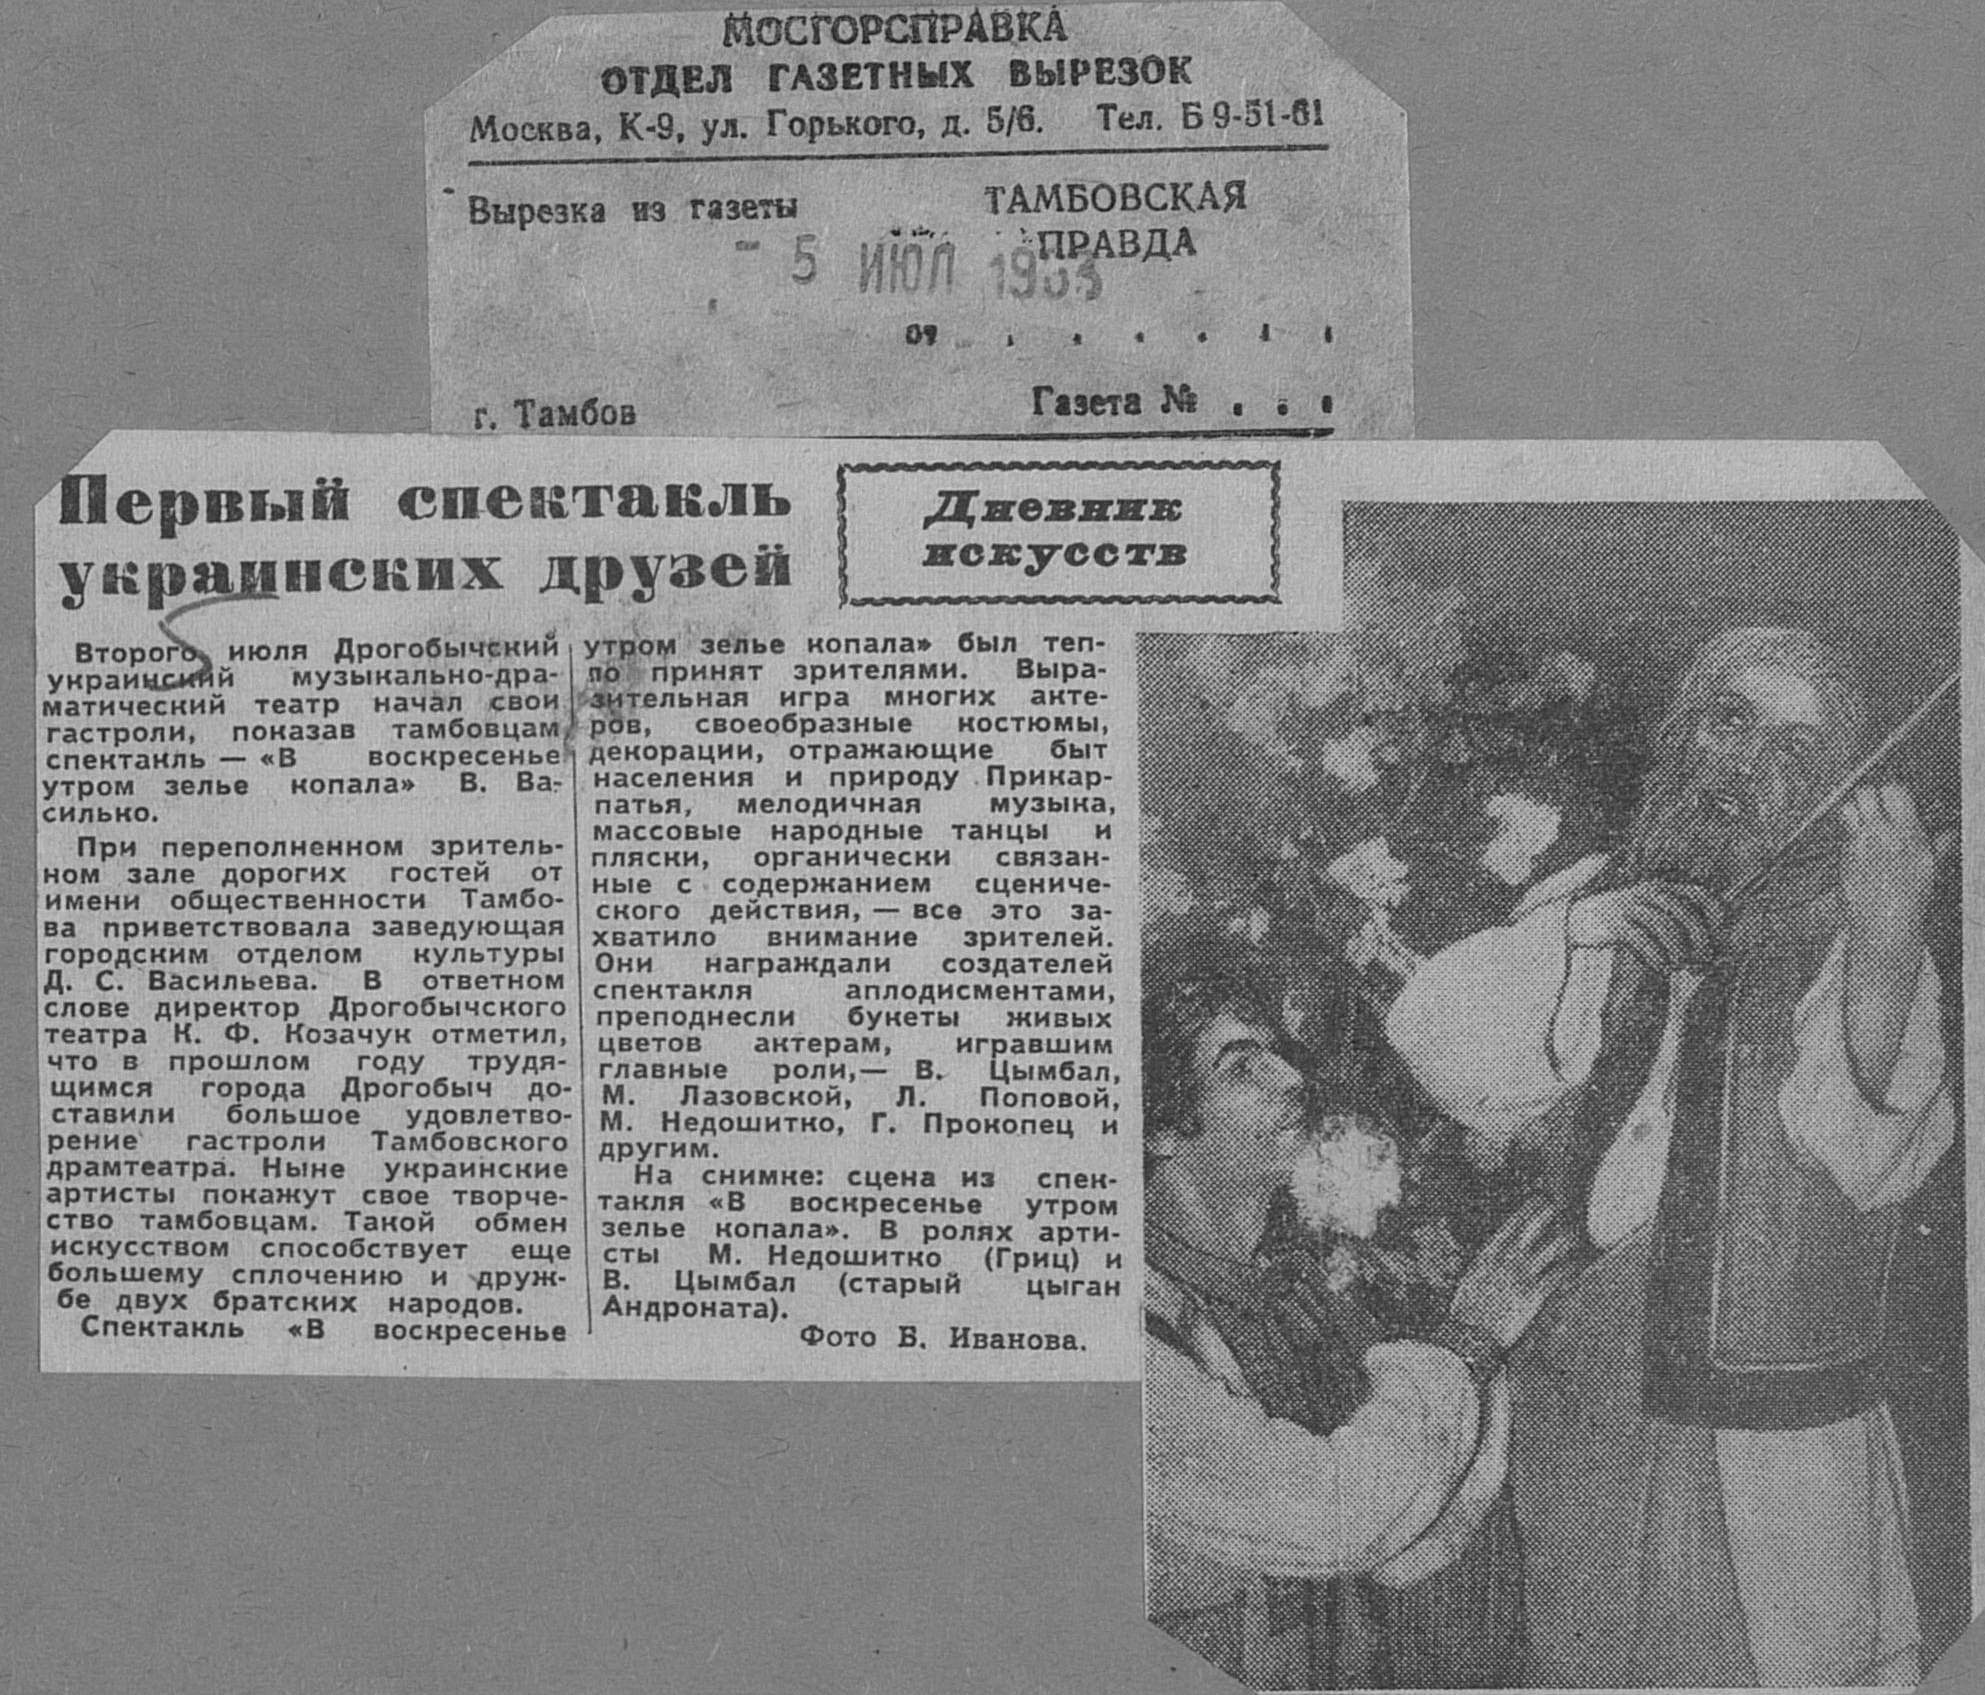 МОСГОРСПРАВКА
ОТДЕЛ ГАЗЕТНЫХ ВЫРЕЗОК
Москва, К-9, ул. Горького, д. 5/6. Тел. Б 9-51-61
Вырезка из газеты
ТАМБОВСКАЯ
ПРАВДА
- 5 ИЮЛ 1963
от . . . . . .
г. Тамбов
Газета № . . .
Первый спектакль
украинских друзей
Дневник
искусств
Второго июля Дрогобычский
украинский музыкально-дра-
матический театр начал свои
гастроли, показав тамбовцам
спектакль — «В воскресенье
утром зелье копала» В. Ва-
силько.
При переполненном зритель-
ном зале дорогих гостей от
имени общественности Тамбо-
ва приветствовала заведующая
городским отделом культуры
Д. С. Васильева. В ответном
слове директор Дрогобычского
театра К. Ф. Козачук отметил,
что в прошлом году трудя-
щимся города Дрогобыч до-
ставили большое удовлетво-
рение гастроли Тамбовского
драмтеатра. Ныне украинские
артисты покажут свое творче-
ство тамбовцам. Такой обмен
искусством способствует еще
большему сплочению и друж-
бе двух братских народов.
Спектакль «В воскресенье
утром зелье копала» был теп-
ло принят зрителями. Выра-
зительная игра многих акте-
ров, своеобразные костюмы,
декорации, отражающие быт
населения и природу Прикар-
патья, мелодичная музыка,
массовые народные танцы и
пляски, органически связан-
ные с содержанием сцениче-
ского действия, — все это за-
хватило внимание зрителей.
Они награждали создателей
спектакля аплодисментами,
преподнесли букеты живых
цветов актерам, игравшим
главные роли,— В. Цымбал,
М. Лазовской, Л. Поповой,
М. Недошитко, Г. Прокопец и
другим.
На снимке: сцена из спек-
такля «В воскресенье утром
зелье копала». В ролях арти-
сты М. Недошитко (Гриц) и
В. Цымбал (старый цыган
Андроната).
Фото Б. Иванова.